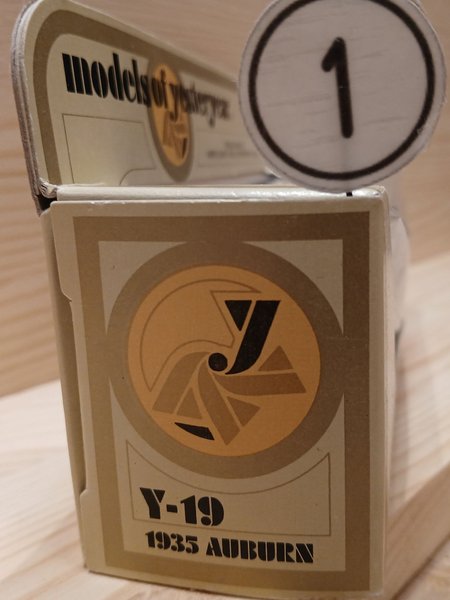 1
models of yesteryear
y
Y-19
1935 AUBURN